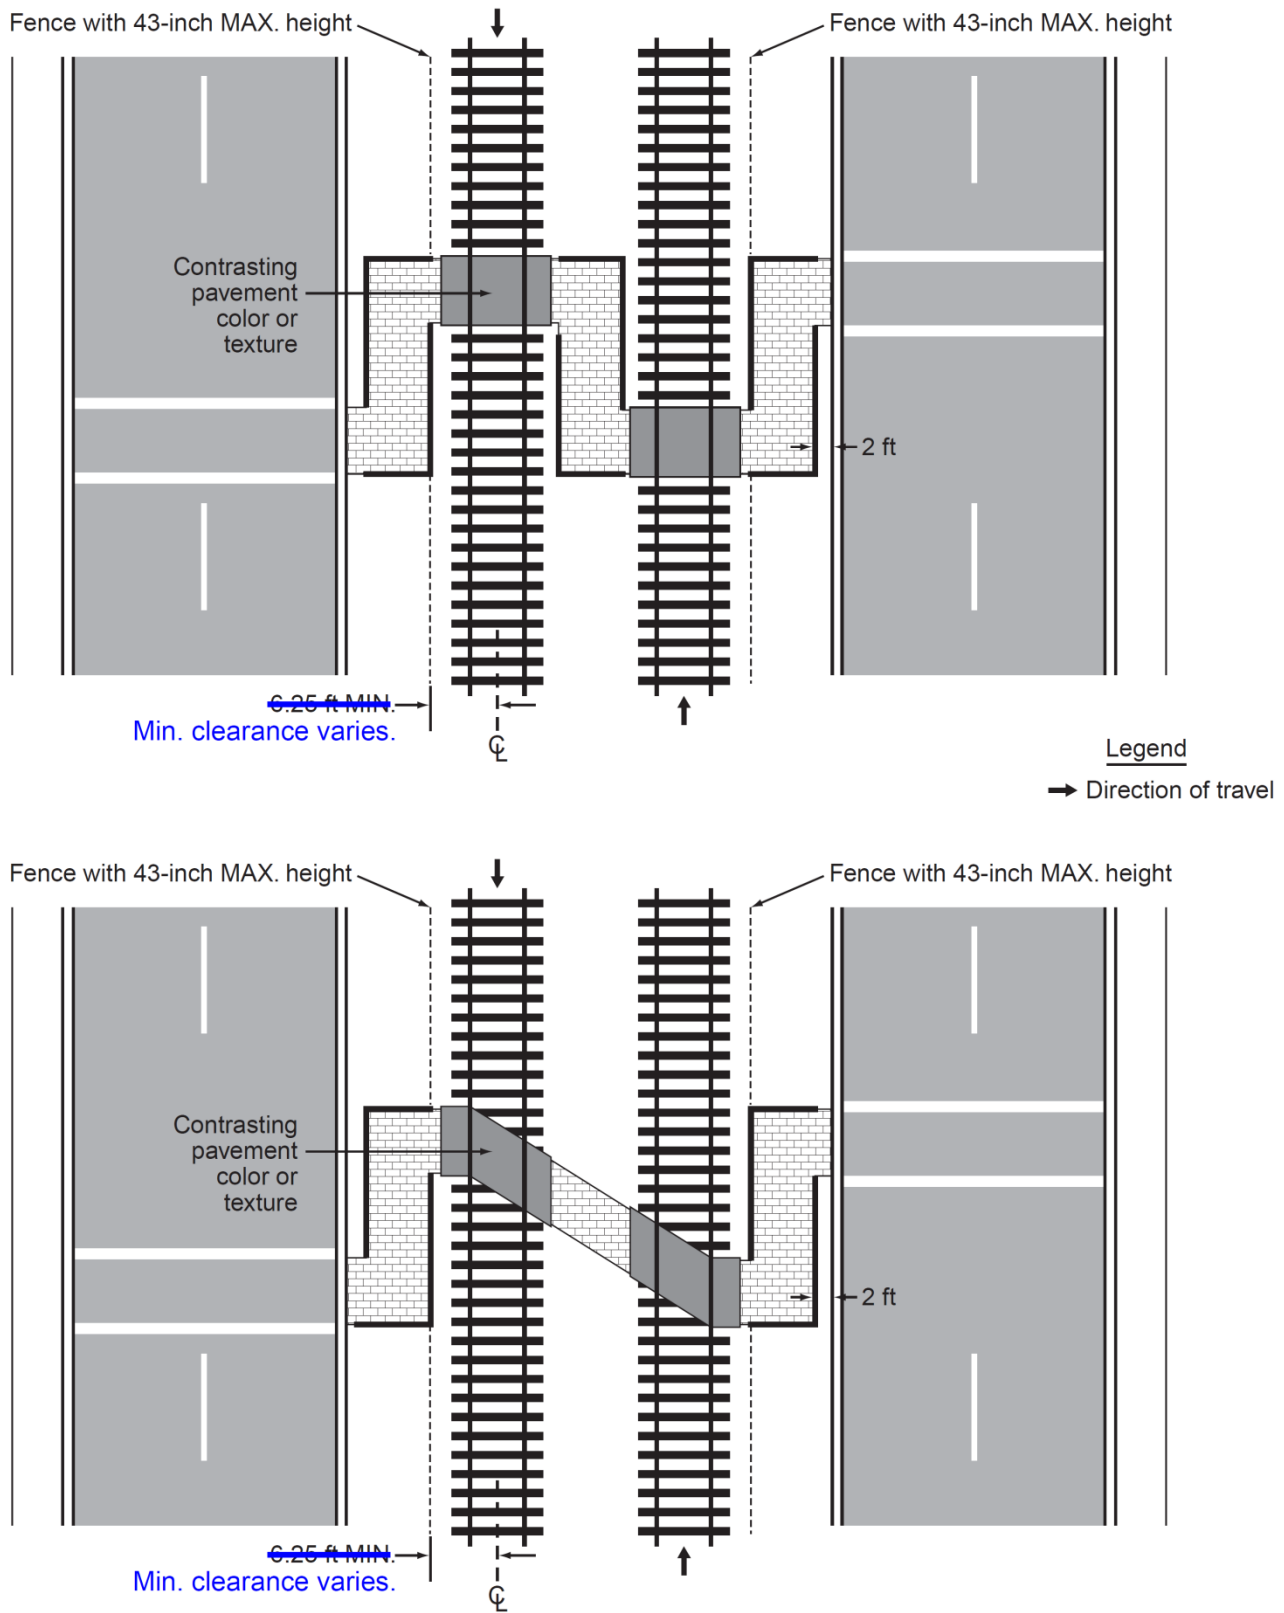 Fence with 43-inch MAX. height
Fence with 43-inch MAX. height
Contrasting
pavement
color or
texture
2 ft
6.25 ft MIN.
Min. clearance varies.
℄
Legend
Direction of travel
Fence with 43-inch MAX. height
Fence with 43-inch MAX. height
Contrasting
pavement
color or
texture
2 ft
6.25 ft MIN.
Min. clearance varies.
℄